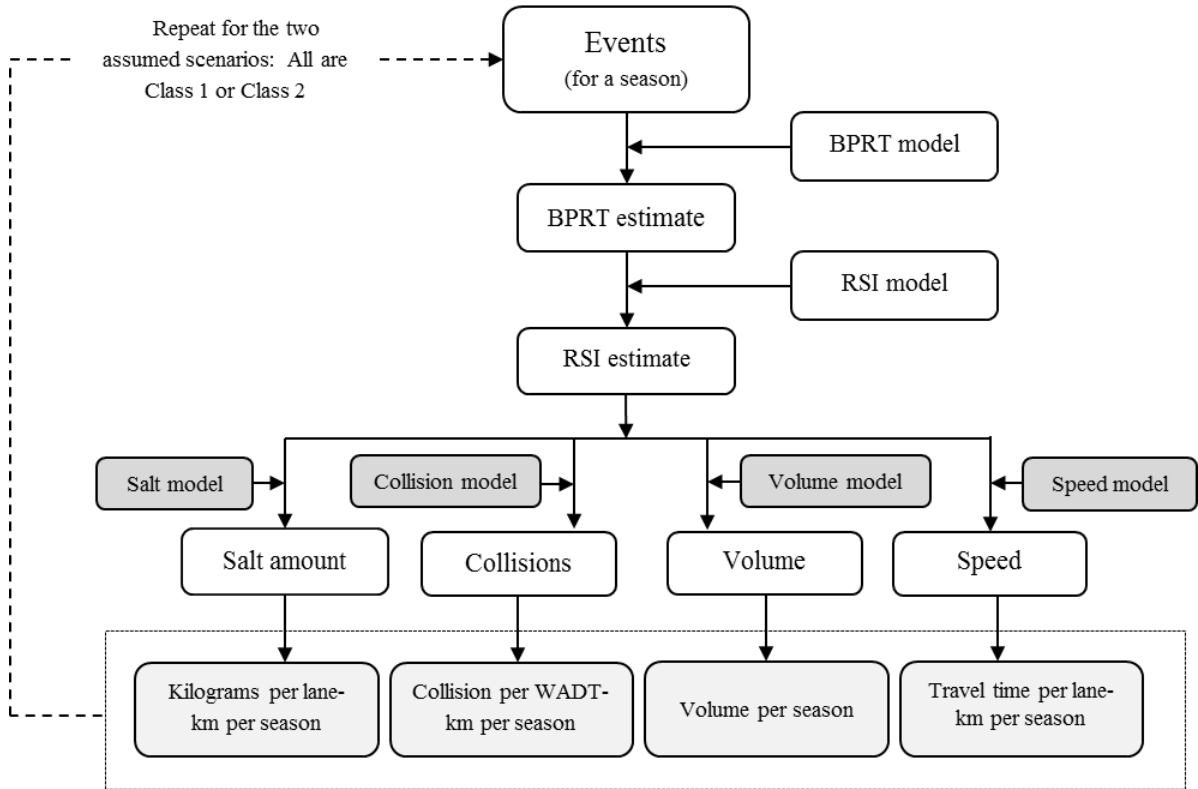 Repeat for the two
assumed scenarios: All are
Class 1 or Class 2
Events
(for a season)
BPRT model
BPRT estimate
RSI model
RSI estimate
Salt model
Collision model
Volume model
Speed model
Salt amount
Collisions
Volume
Speed
Kilograms per lane-
km per season
Collision per WADT-
km per season
Volume per season
Travel time per lane-
km per season